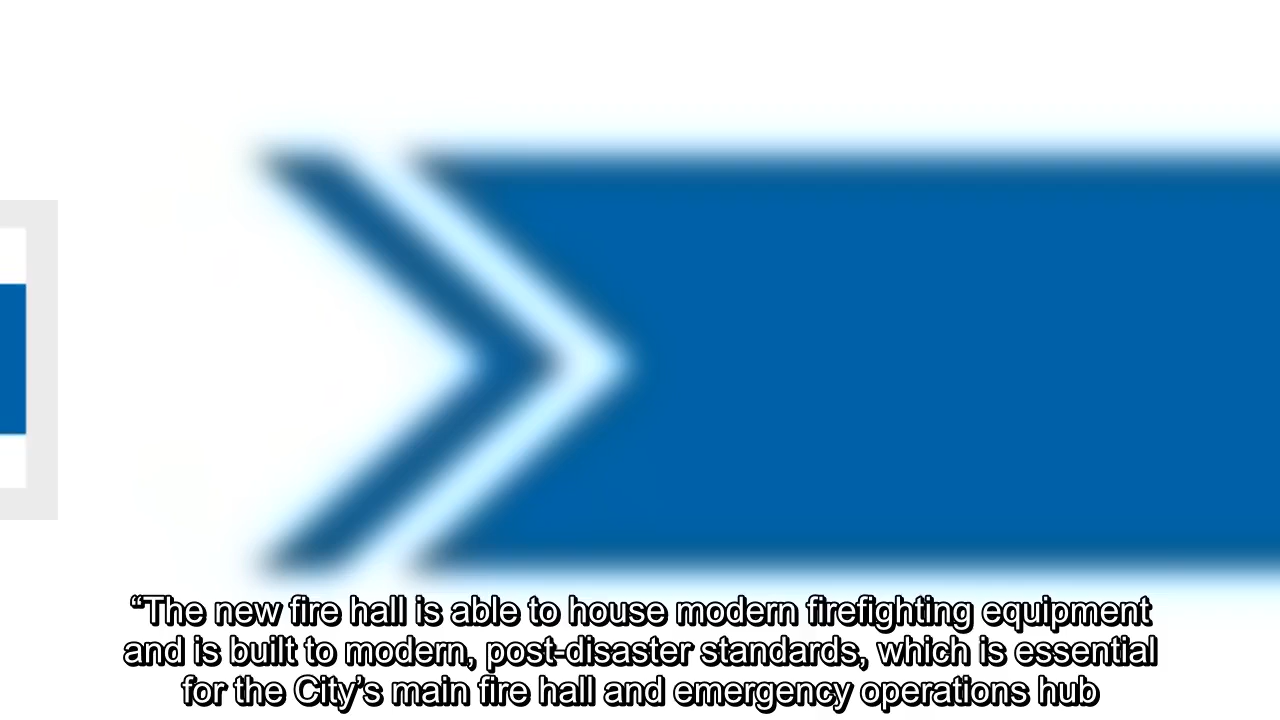 “The new fire hall is able to house modern firefighting equipment
and is built to modern, post-disaster standards, which is essential
for the City’s main fire hall and emergency operations hub